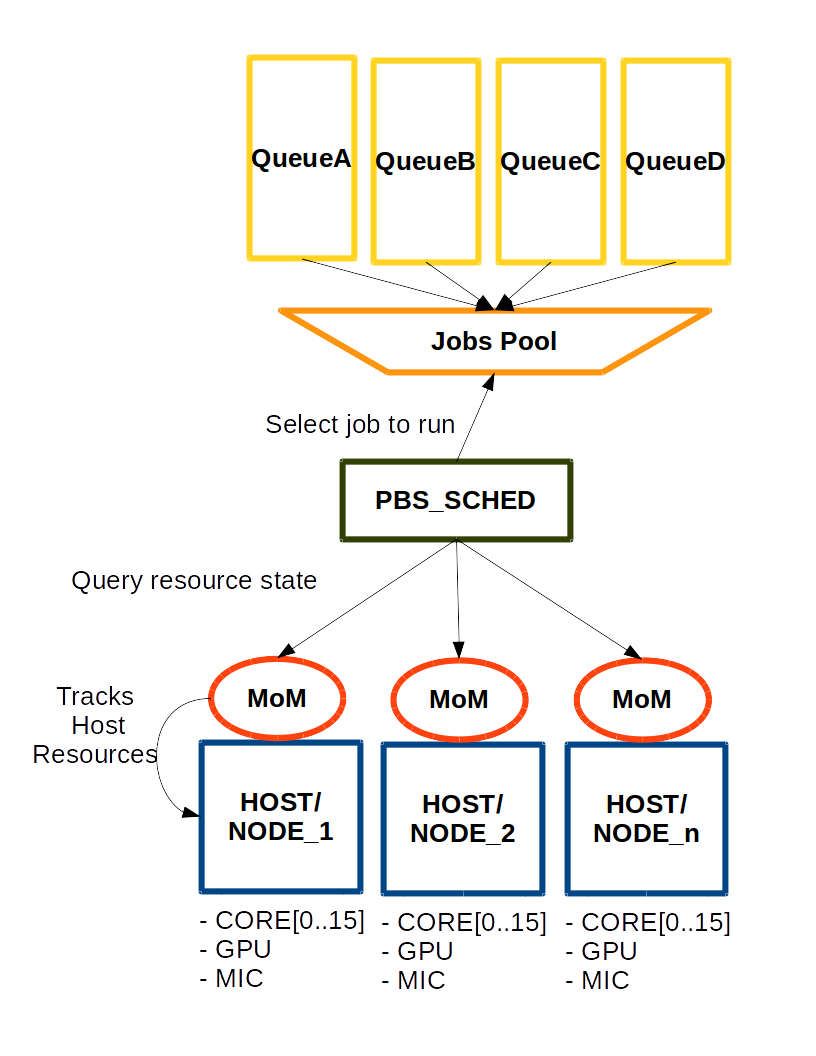 QueueA
QueueB
QueueC
QueueD
Jobs Pool
Select job to run
PBS_SCHED
Query resource state
MoM
MoM
MoM
Tracks
Host
Resources
HOST/
NODE_1
HOST/
NODE_2
HOST/
NODE_n
- CORE[0..15]
- GPU
- MIC
- CORE[0..15]
- GPU
- MIC
- CORE[0..15]
- GPU
- MIC